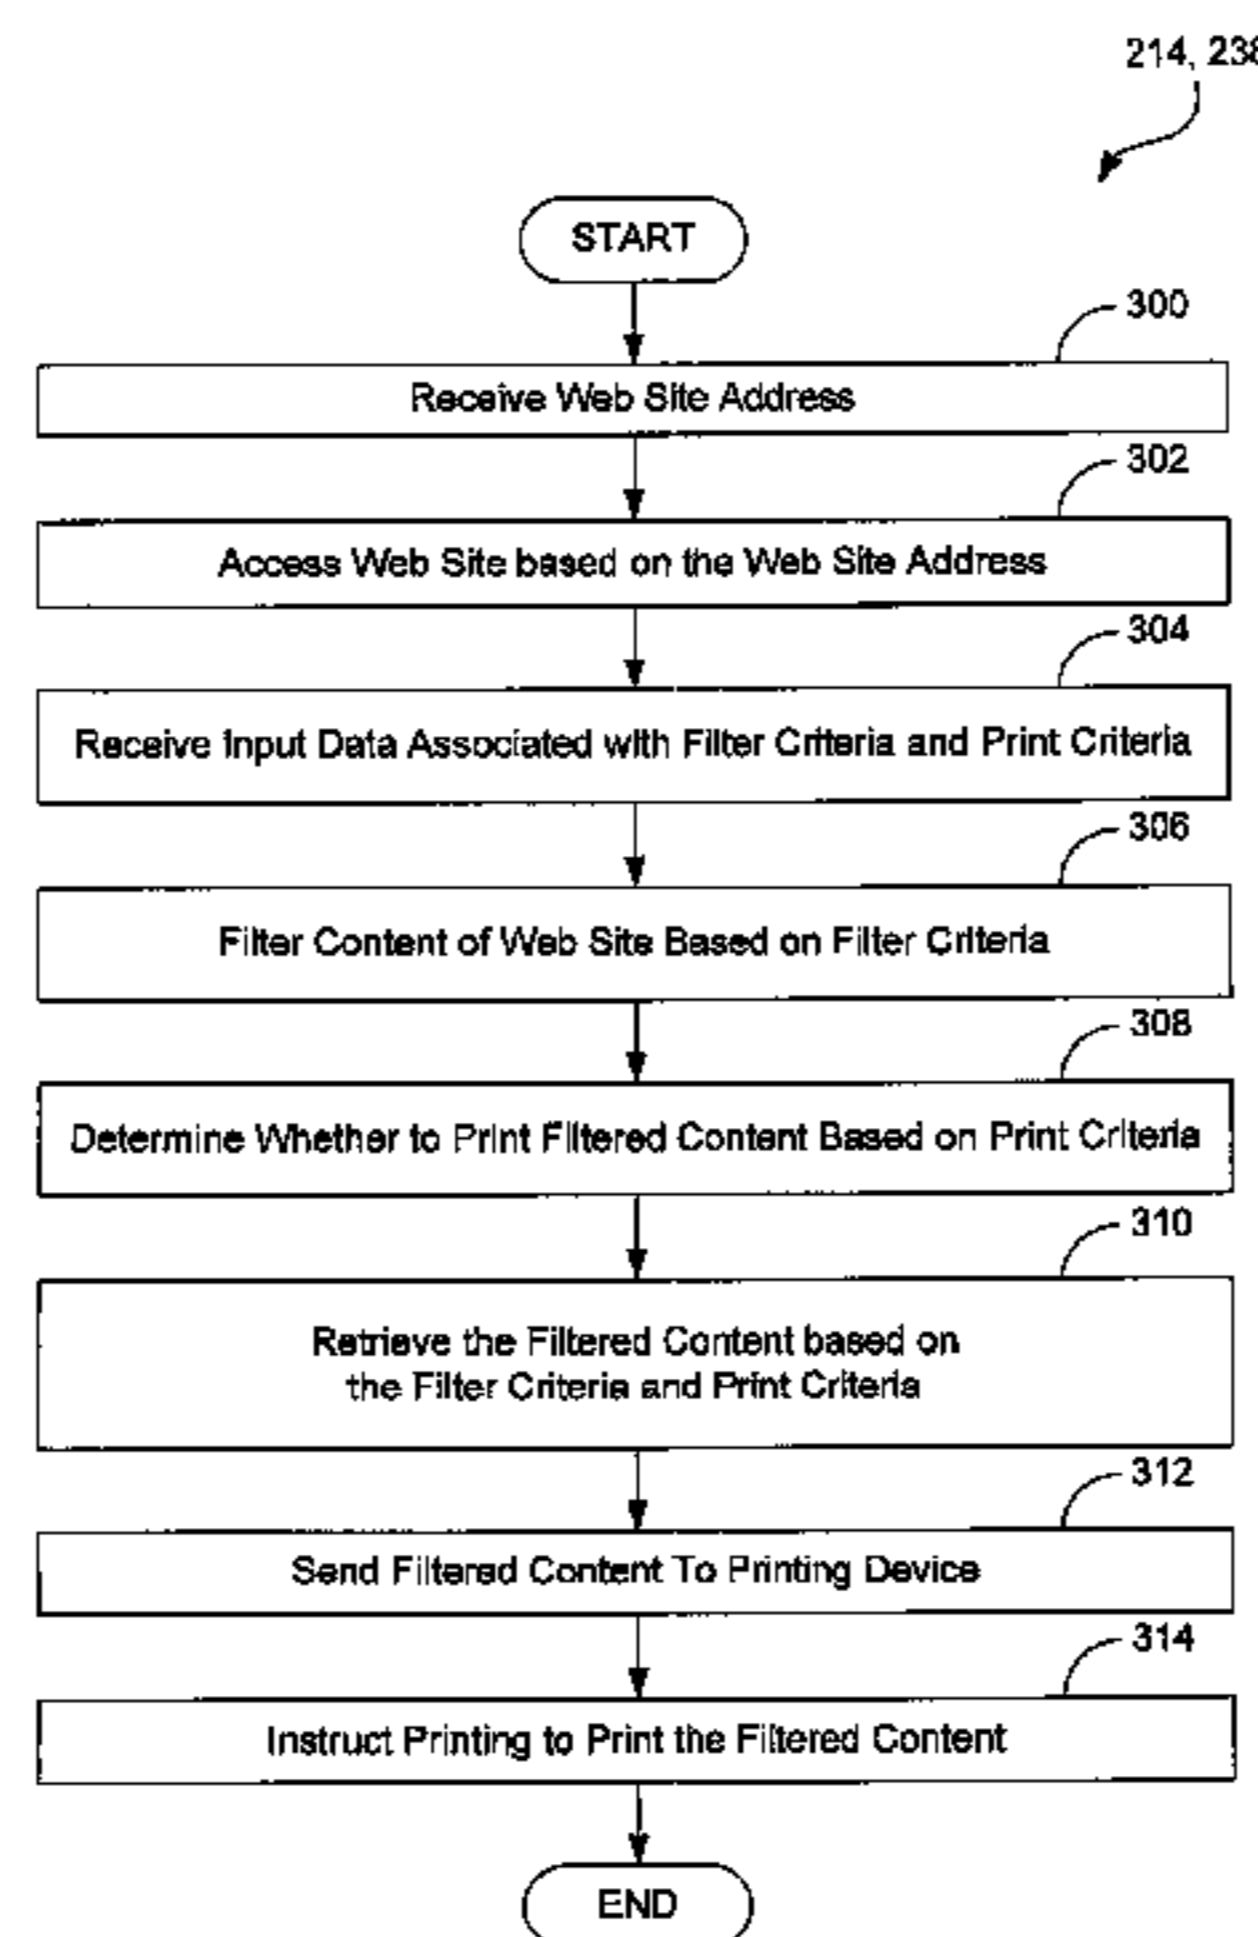 214, 238
START
300
Receive Web Site Address
302
Access Web Site based on the Web Site Address
304
Receive Input Data Associated with Filter Criteria and Print Criteria
306
Filter Content of Web Site Based on Filter Criteria
308
Determine Whether to Print Filtered Content Based on Print Criteria
310
Retrieve the Filtered Content based on
the Filter Criteria and Print Criteria
312
Send Filtered Content To Printing Device
314
Instruct Printing to Print the Filtered Content
END